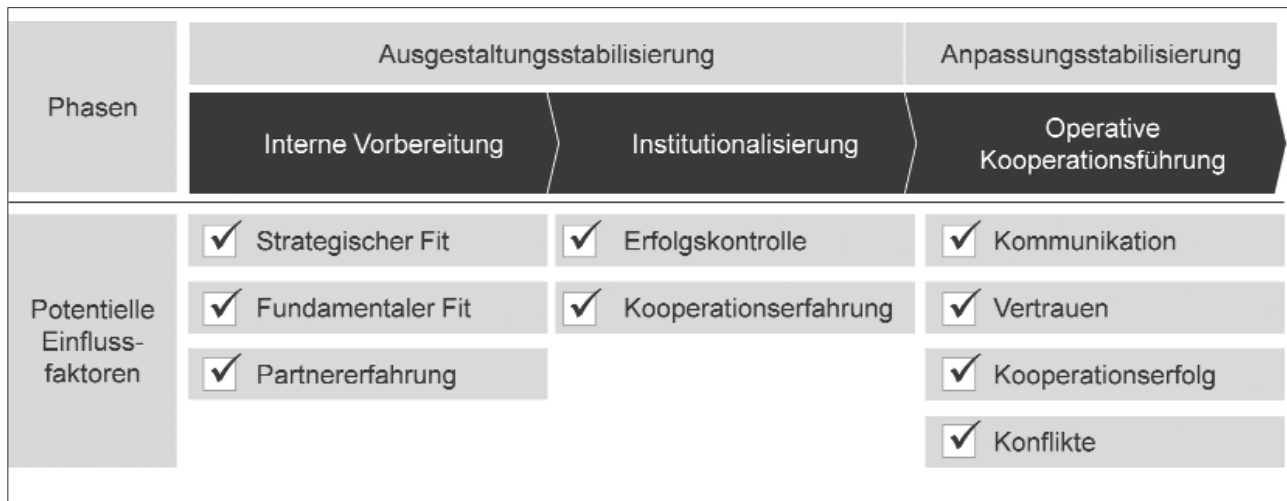 Phasen
Ausgestaltungsstabilisierung
Anpassungsstabilisierung
Interne Vorbereitung
Institutionalisierung
Operative
Kooperationsführung
Potentielle
Einfluss-
faktoren
Strategischer Fit
Fundamentaler Fit
Partnererfahrung
Erfolgskontrolle
Kooperationserfahrung
Kommunikation
Vertrauen
Kooperationserfolg
Konflikte